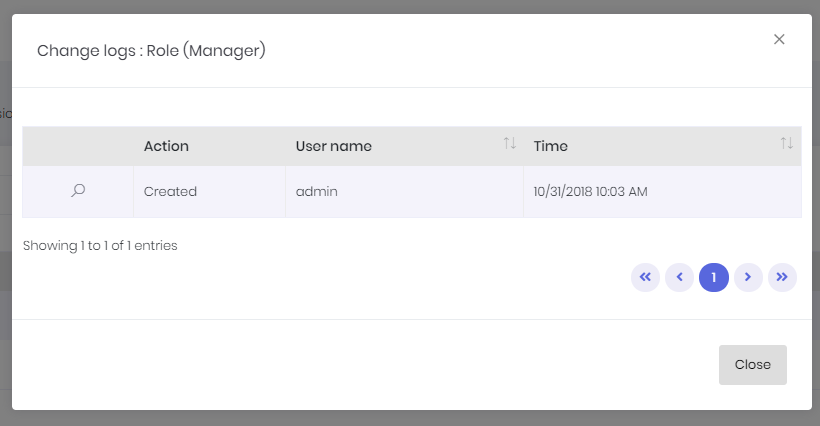 Change logs : Role (Manager)
Action User name Time
Created admin 10/31/2018 10:03 AM
Showing 1 to 1 of 1 entries
1
Close